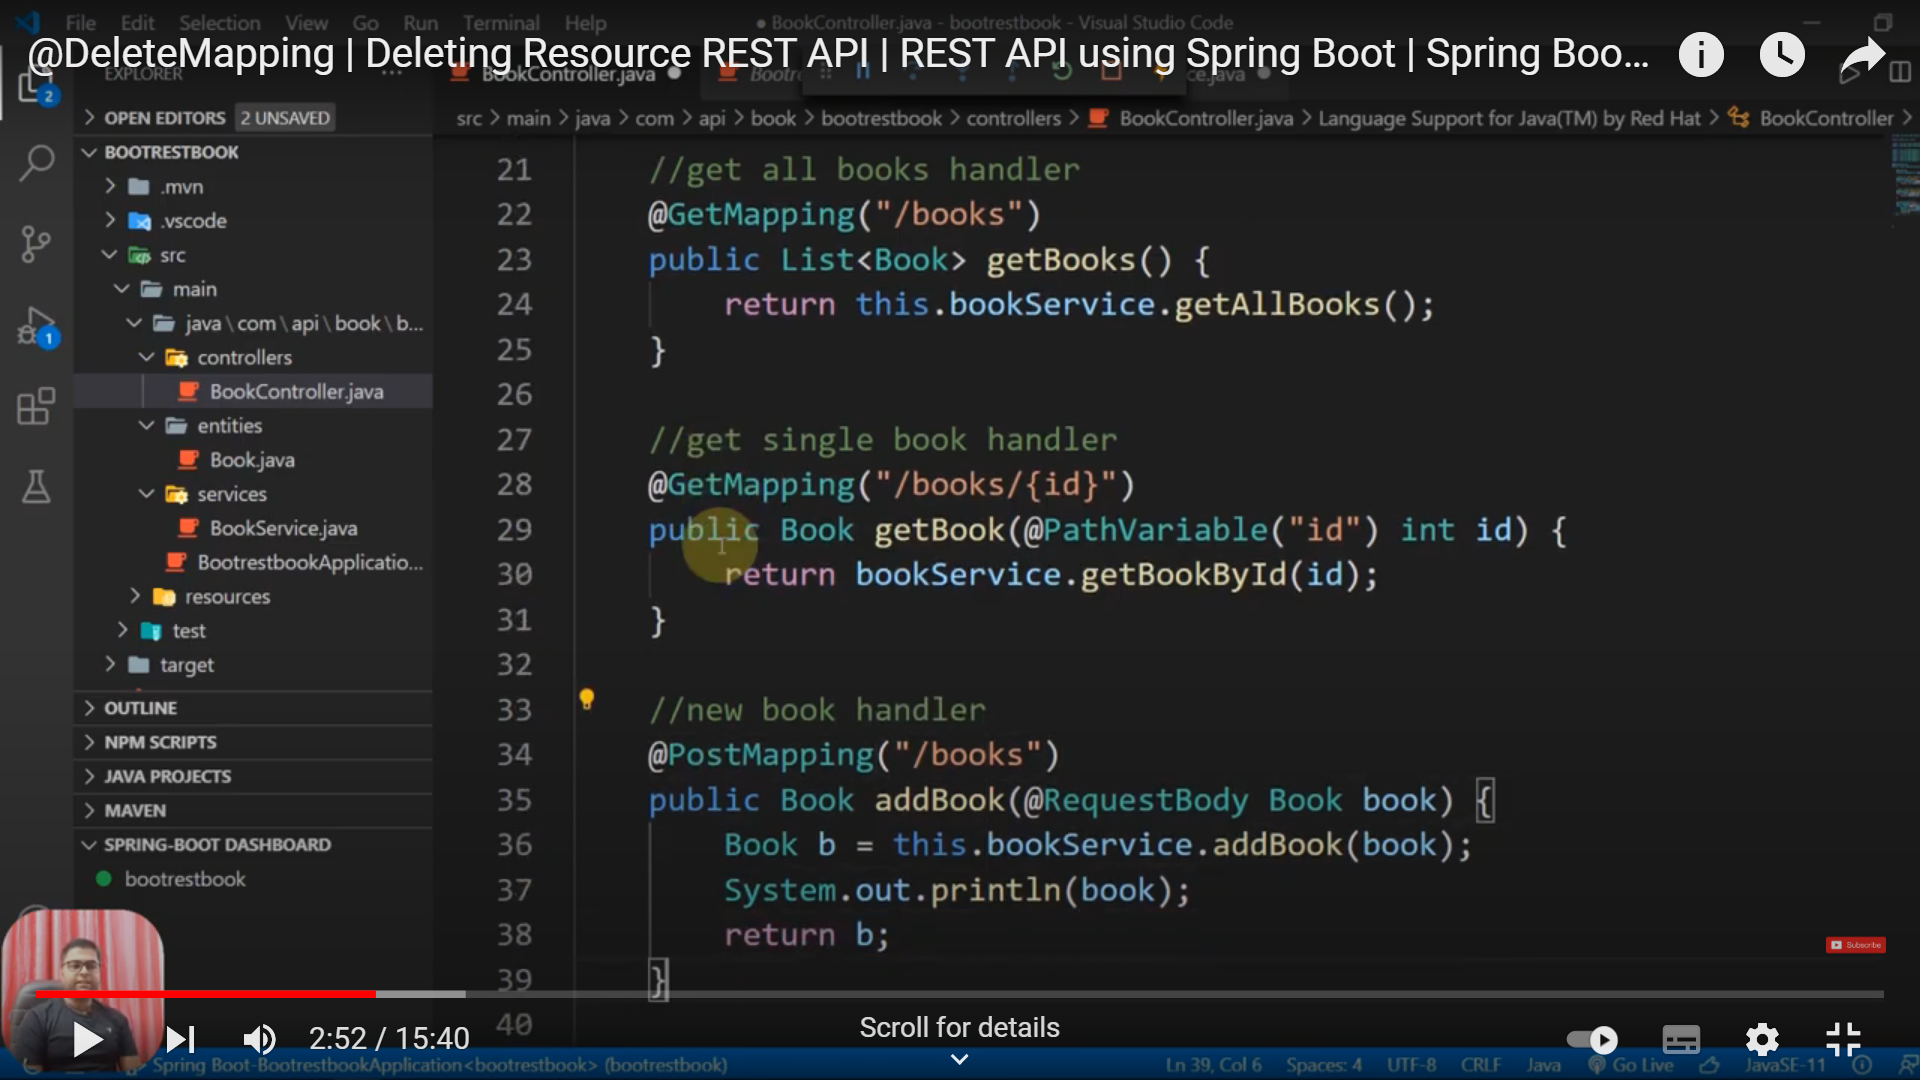 File Edit Selection View Go Run Terminal Help
● BookController.java - bootrestbook - Visual Studio Code
@DeleteMapping | Deleting Resource REST API | REST API using Spring Boot | Spring Boo...
EXPLORER
BookController.java
2
OPEN EDITORS 2 UNSAVED
src > main > java > com > api > book > bootrestbook > controllers > BookController.java > Language Support for Java(TM) by Red Hat > BookController >
BOOTRESTBOOK
.mvn
.vscode
src
main
java\com\api\book\b...
1
controllers
BookController.java
entities
Book.java
services
BookService.java
BootrestbookApplicatio...
resources
test
target
OUTLINE
NPM SCRIPTS
JAVA PROJECTS
MAVEN
SPRING-BOOT DASHBOARD
bootrestbook
21 //get all books handler
22 @GetMapping("/books")
23 public List<Book> getBooks() {
24 return this.bookService.getAllBooks();
25 }
26
27 //get single book handler
28 @GetMapping("/books/{id}")
29 public Book getBook(@PathVariable("id") int id) {
30 return bookService.getBookById(id);
31 }
32
33 //new book handler
34 @PostMapping("/books")
35 public Book addBook(@RequestBody Book book) {
36 Book b = this.bookService.addBook(book);
37 System.out.println(book);
38 return b;
39 }
40
Subscribe
2:52 / 15:40
Scroll for details
Spring Boot-BootrestbookApplication<bootrestbook> (bootrestbook)
Ln 39, Col 6 Spaces: 4 UTF-8 CRLF Java Go Live JavaSE-11